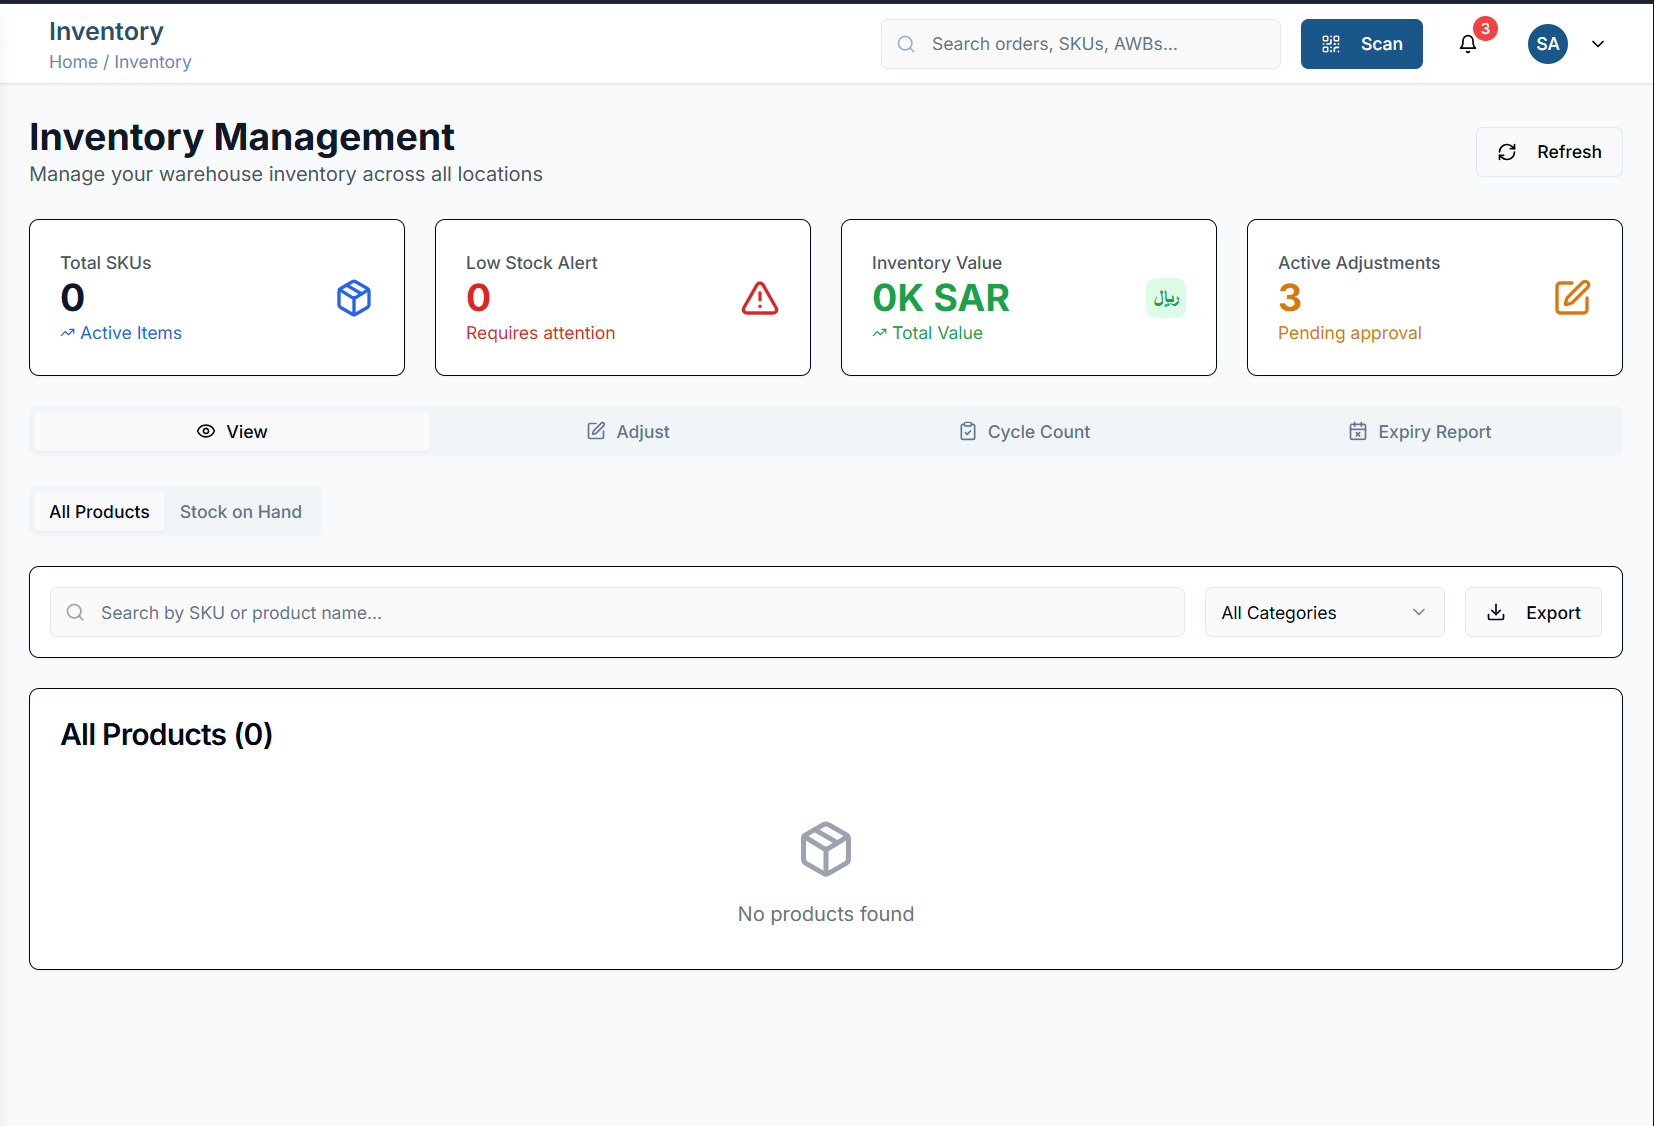 Inventory
Home / Inventory
Search orders, SKUs, AWBs...
Scan
3
SA
Inventory Management
Manage your warehouse inventory across all locations
Refresh
Total SKUs
0
Active Items
Low Stock Alert
0
Requires attention
Inventory Value
0K SAR
Total Value
ريال
Active Adjustments
3
Pending approval
View
Adjust
Cycle Count
Expiry Report
All Products
Stock on Hand
Search by SKU or product name...
All Categories
Export
All Products (0)
No products found